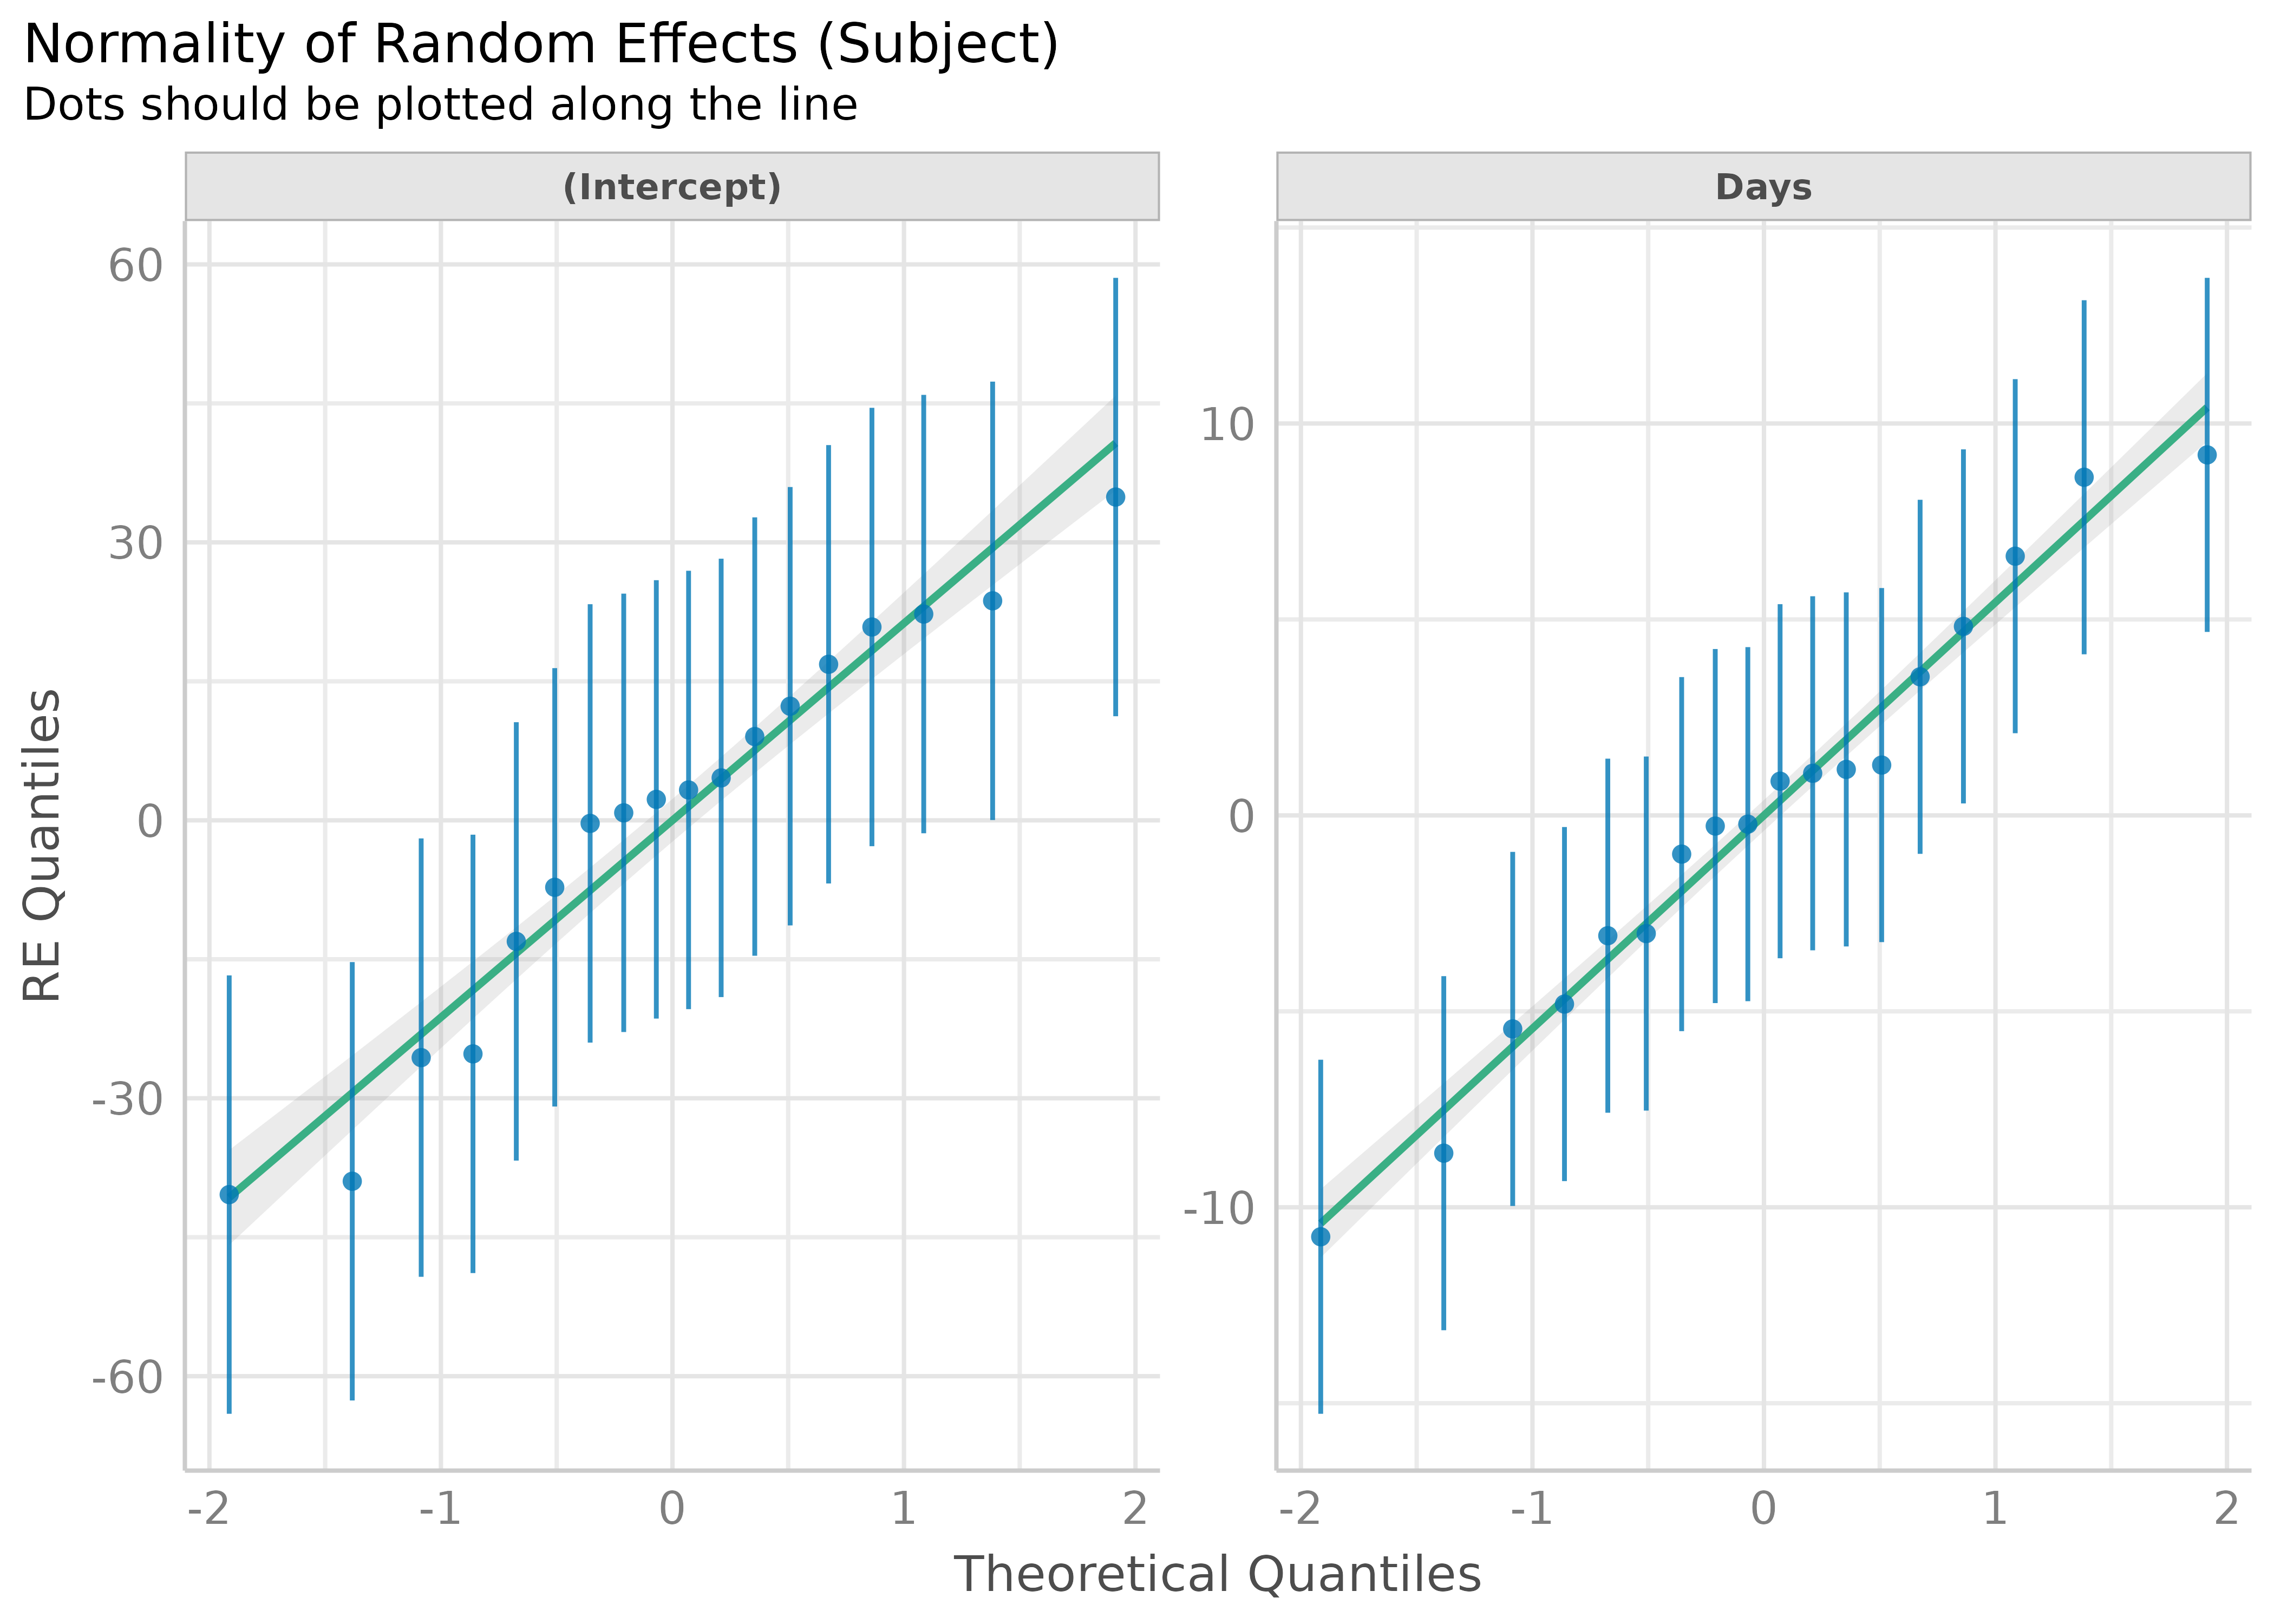 Normality of Random Effects (Subject)
Dots should be plotted along the line
(Intercept)
Days
60
30
0
-30
-60
10
0
-10
RE Quantiles
-2 -1 0 1 2
-2 -1 0 1 2
Theoretical Quantiles